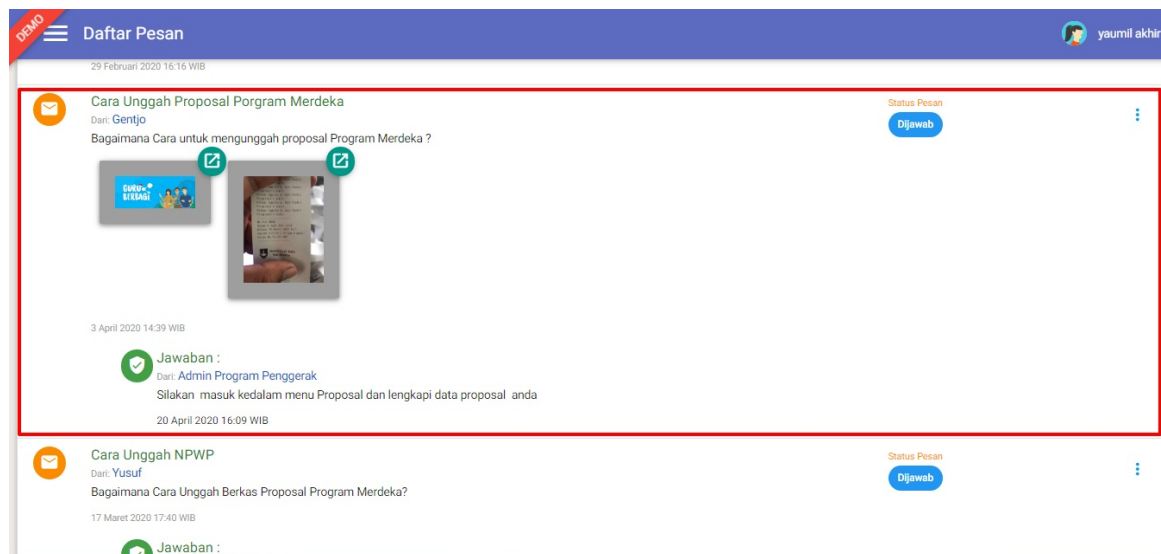 DEMO
Daftar Pesan
yaumil akhir
29 Februari 2020 16:16 WIB
Cara Unggah Proposal Porgram Merdeka
Status Pesan
Dari: Gentjo
Dijawab
Bagaimana Cara untuk mengunggah proposal Program Merdeka ?
GURU
BERBAGI
3 April 2020 14:39 WIB
Jawaban :
Dari: Admin Program Penggerak
Silakan masuk kedalam menu Proposal dan lengkapi data proposal anda
20 April 2020 16:09 WIB
Cara Unggah NPWP
Status Pesan
Dari: Yusuf
Dijawab
Bagaimana Cara Unggah Berkas Proposal Program Merdeka?
17 Maret 2020 17:40 WIB
Jawaban :